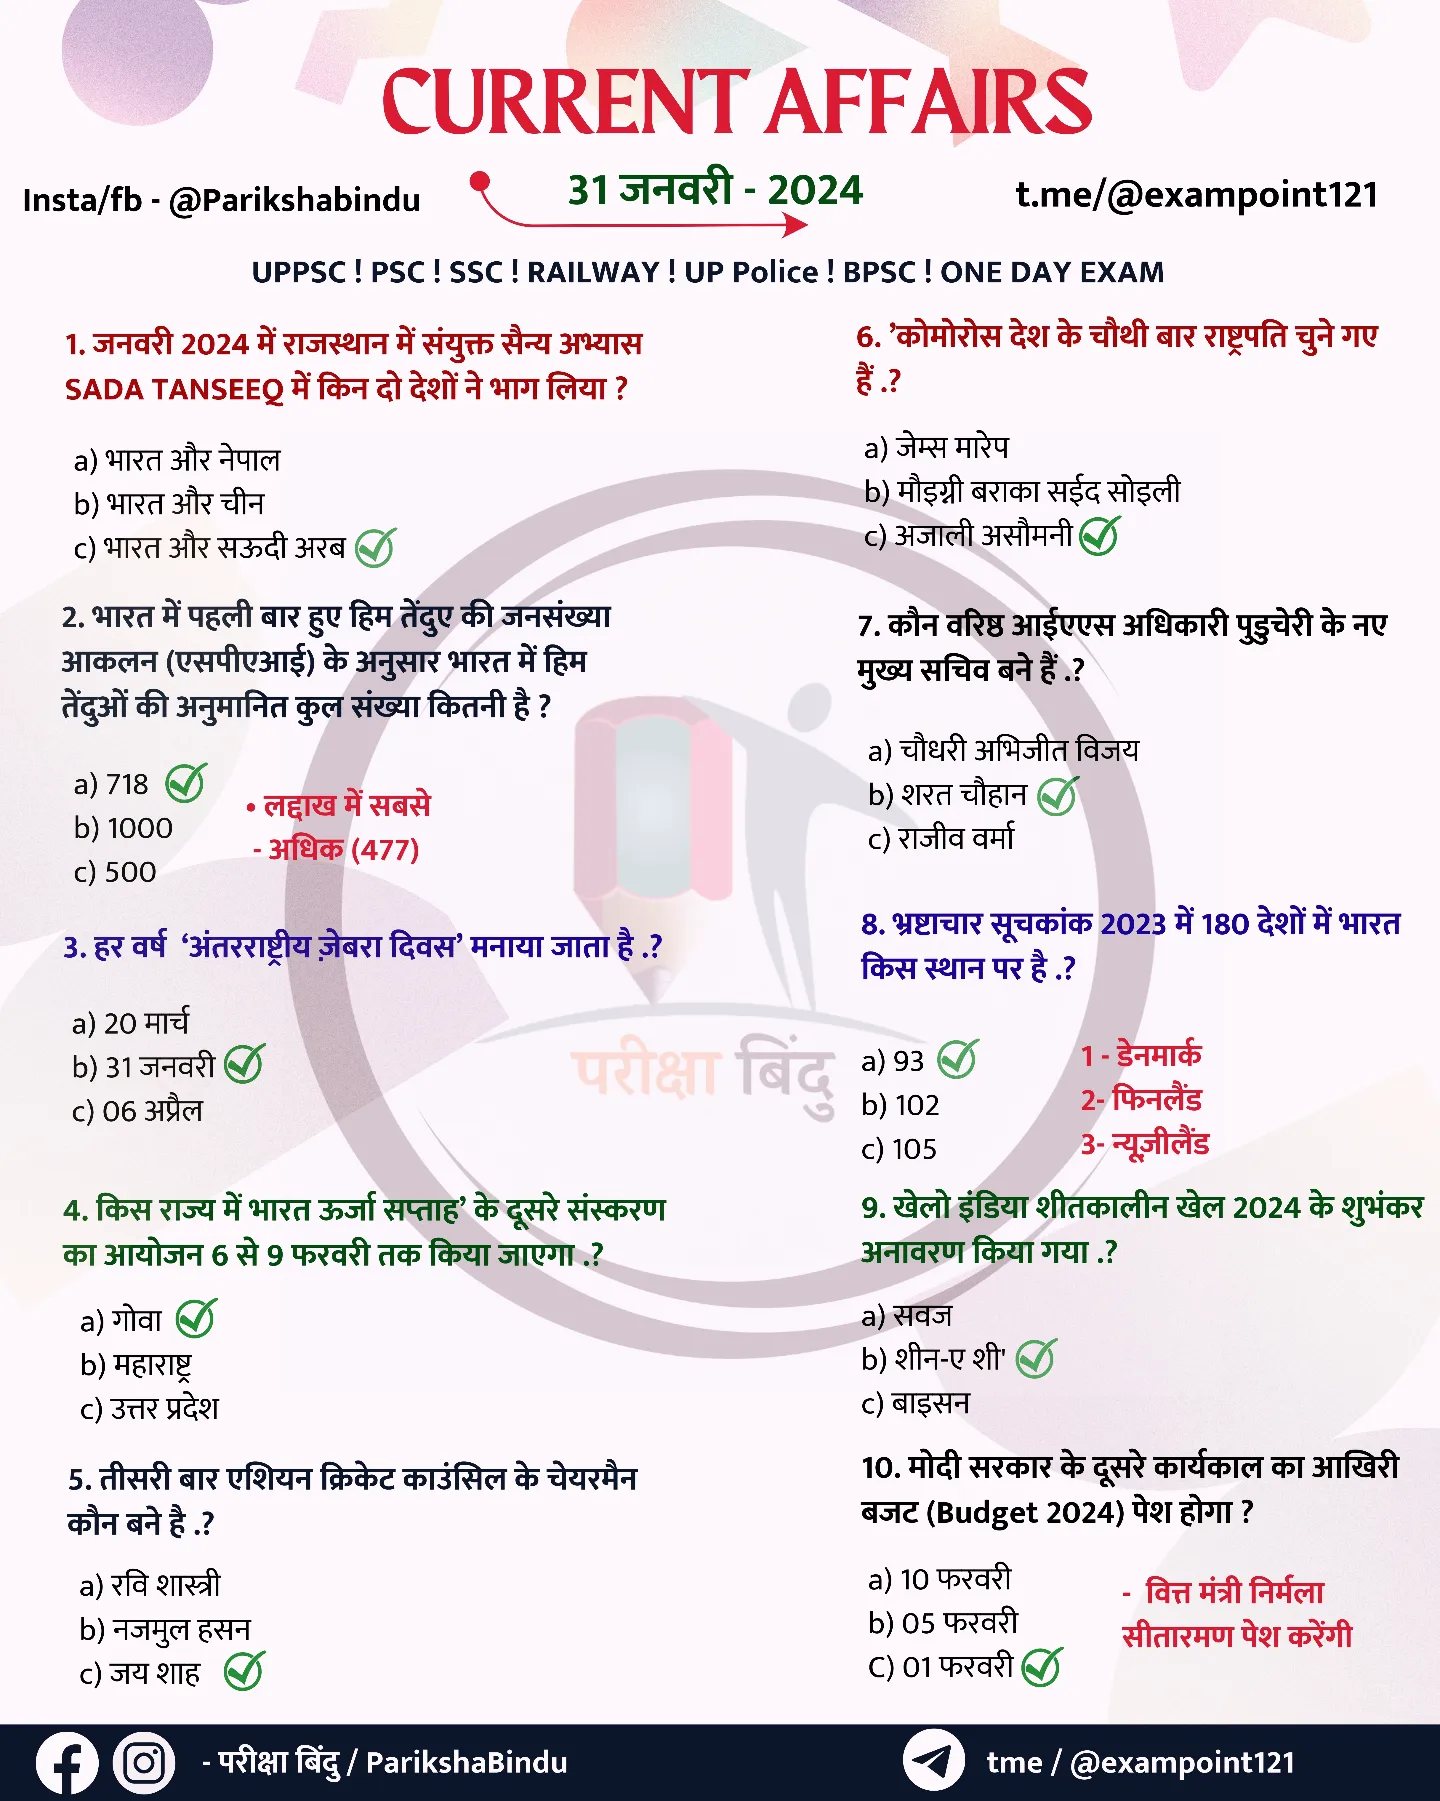 CURRENT AFFAIRS
Insta/fb - @Parikshabindu
31 जनवरी - 2024
t.me/@exampoint121
UPPSC ! PSC ! SSC ! RAILWAY ! UP Police ! BPSC ! ONE DAY EXAM
1. जनवरी 2024 में राजस्थान में संयुक्त सैन्य अभ्यास
SADA TANSEEQ में किन दो देशों ने भाग लिया ?
a) भारत और नेपाल
b) भारत और चीन
c) भारत और सऊदी अरब
2. भारत में पहली बार हुए हिम तेंदुए की जनसंख्या
आकलन (एसपीएआई) के अनुसार भारत में हिम
तेंदुओं की अनुमानित कुल संख्या कितनी है ?
a) 718
b) 1000
c) 500
• लद्दाख में सबसे
- अधिक (477)
3. हर वर्ष ‘अंतरराष्ट्रीय ज़ेबरा दिवस’ मनाया जाता है .?
a) 20 मार्च
b) 31 जनवरी
c) 06 अप्रैल
4. किस राज्य में भारत ऊर्जा सप्ताह’ के दूसरे संस्करण
का आयोजन 6 से 9 फरवरी तक किया जाएगा .?
a) गोवा
b) महाराष्ट्र
c) उत्तर प्रदेश
5. तीसरी बार एशियन क्रिकेट काउंसिल के चेयरमैन
कौन बने है .?
a) रवि शास्त्री
b) नजमुल हसन
c) जय शाह
6. ’कोमोरोस देश के चौथी बार राष्ट्रपति चुने गए
हैं .?
a) जेम्स मारेप
b) मौइग्नी बराका सईद सोइली
c) अजाली असौमनी
7. कौन वरिष्ठ आईएएस अधिकारी पुडुचेरी के नए
मुख्य सचिव बने हैं .?
a) चौधरी अभिजीत विजय
b) शरत चौहान
c) राजीव वर्मा
8. भ्रष्टाचार सूचकांक 2023 में 180 देशों में भारत
किस स्थान पर है .?
a) 93
b) 102
c) 105
1 - डेनमार्क
2- फिनलैंड
3- न्यूज़ीलैंड
9. खेलो इंडिया शीतकालीन खेल 2024 के शुभंकर
अनावरण किया गया .?
a) सवज
b) शीन-ए शी'
c) बाइसन
10. मोदी सरकार के दूसरे कार्यकाल का आखिरी
बजट (Budget 2024) पेश होगा ?
a) 10 फरवरी
b) 05 फरवरी
C) 01 फरवरी
- वित्त मंत्री निर्मला
सीतारमण पेश करेंगी
परीक्षा बिंदु
- परीक्षा बिंदु / ParikshaBindu
tme / @exampoint121